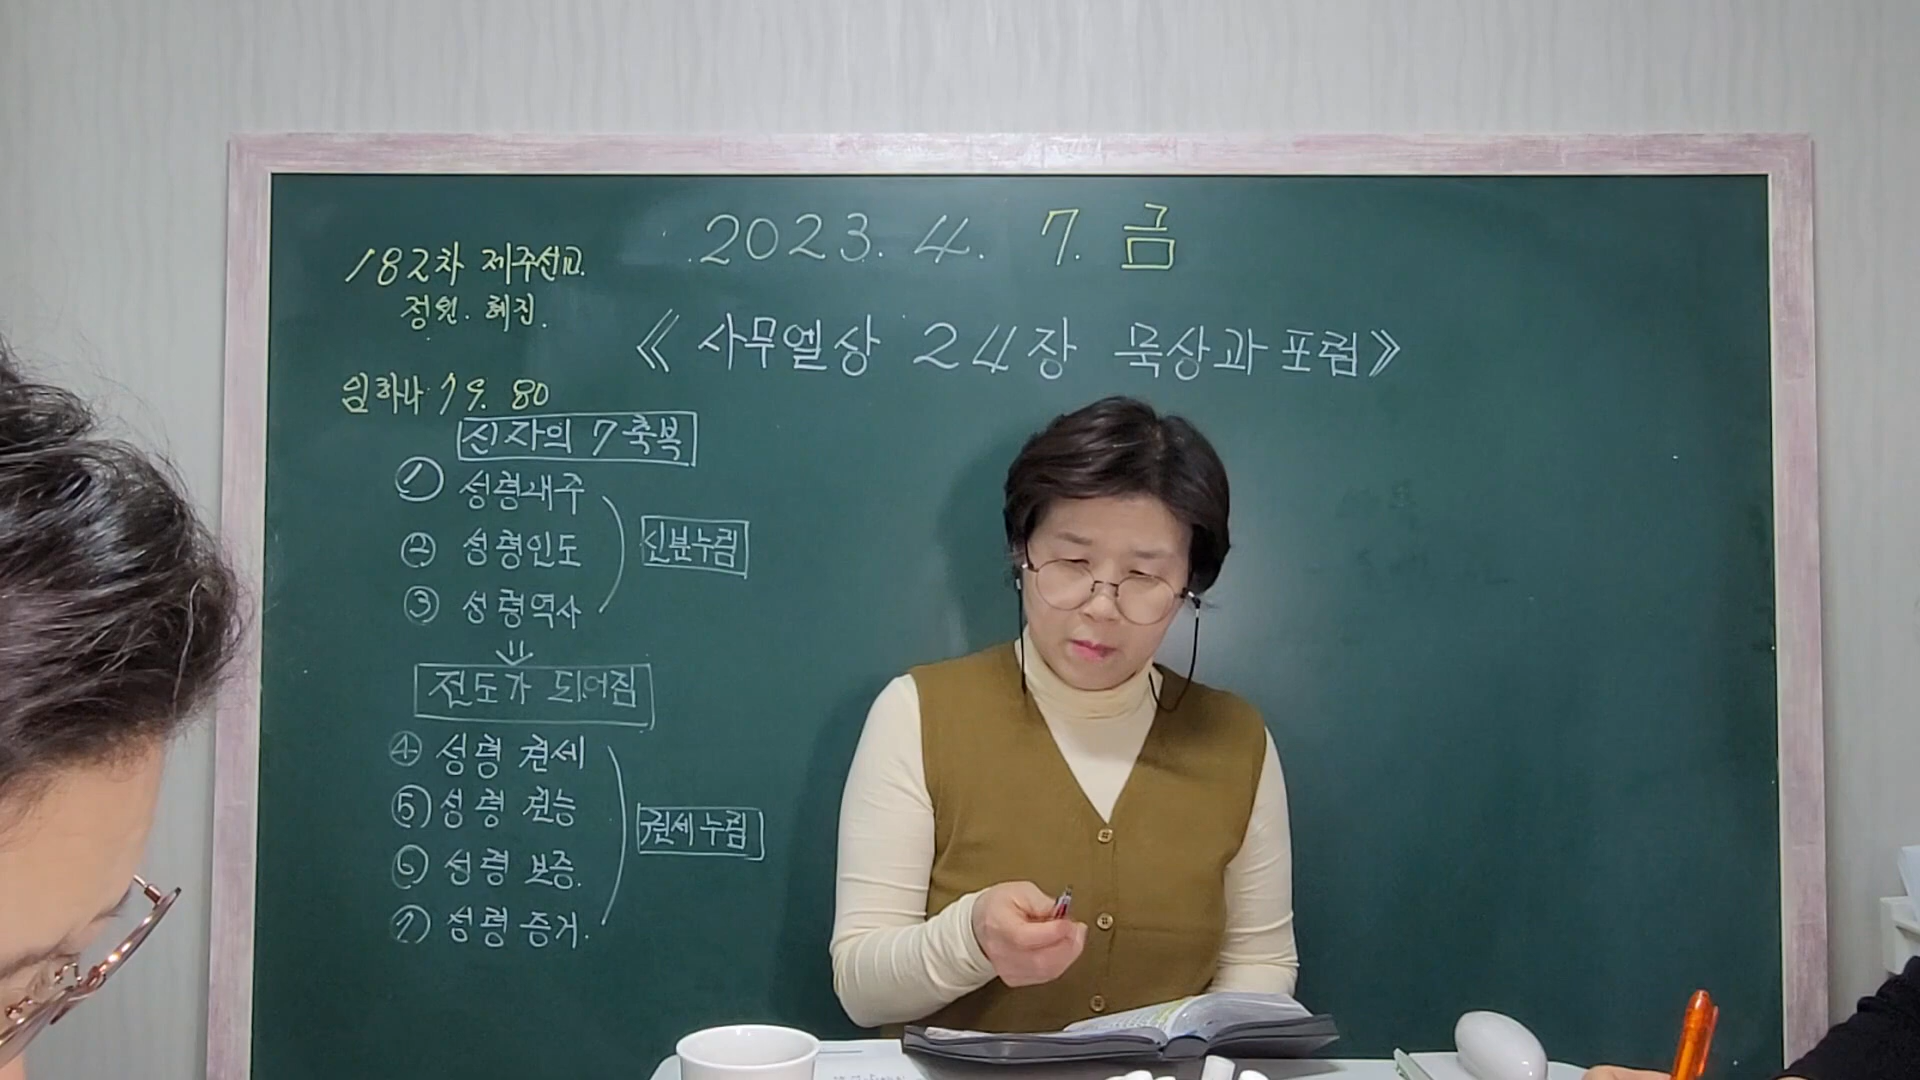 2023. 4. 7. 금
《 사무엘상 24장 묵상과 포럼》
182차 제주선교
정원. 혜진.
임하나 19. 80
신자의 7축복
① 성령내주
② 성령인도
③ 성령역사
신분누림
전도가 되어짐
④ 성령 권세
⑤ 성령 권능
⑥ 성령 보증.
⑦ 성령 증거.
권세누림